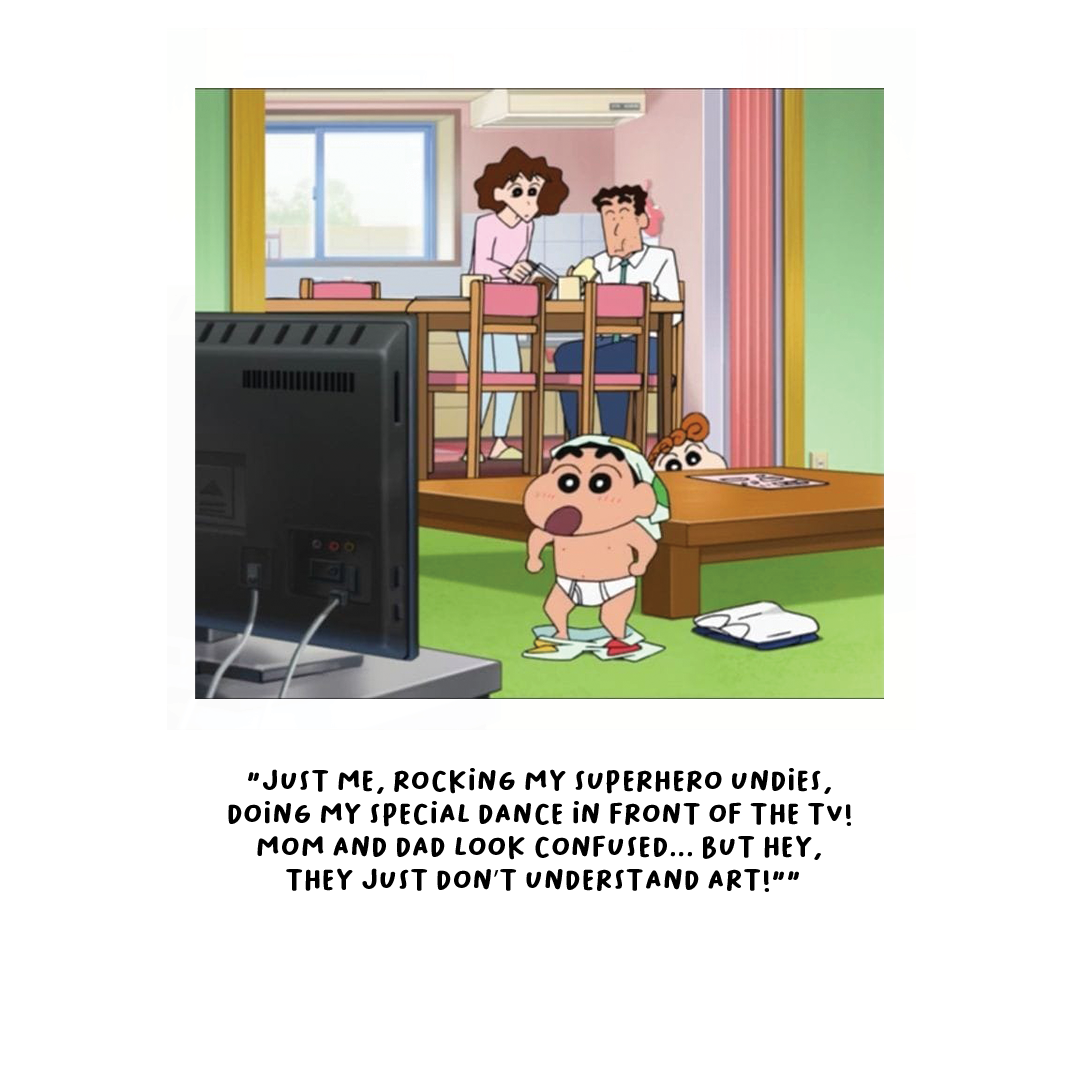 "JUST ME, ROCKING MY SUPERHERO UNDIES,
DOING MY SPECIAL DANCE IN FRONT OF THE TV!
MOM AND DAD LOOK CONFUSED... BUT HEY,
THEY JUST DON'T UNDERSTAND ART!""